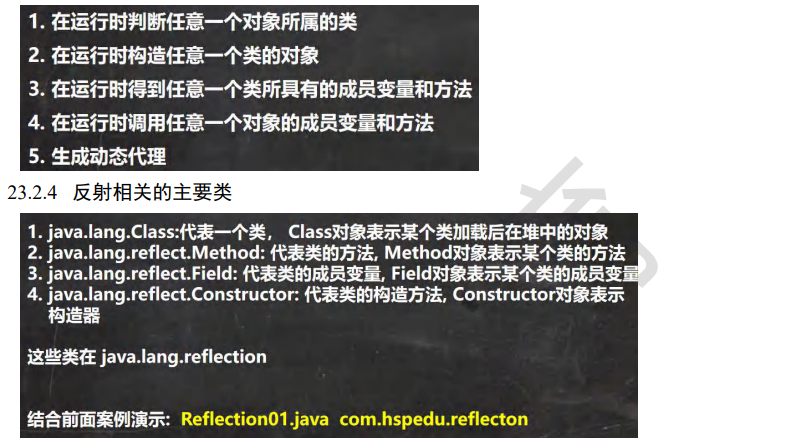 1. 在运行时判断任意一个对象所属的类
2. 在运行时构造任意一个类的对象
3. 在运行时得到任意一个类所具有的成员变量和方法
4. 在运行时调用任意一个对象的成员变量和方法
5. 生成动态代理
23.2.4 反射相关的主要类
1. java.lang.Class:代表一个类， Class对象表示某个类加载后在堆中的对象
2. java.lang.reflect.Method: 代表类的方法, Method对象表示某个类的方法
3. java.lang.reflect.Field: 代表类的成员变量, Field对象表示某个类的成员变量
4. java.lang.reflect.Constructor: 代表类的构造方法, Constructor对象表示
构造器
这些类在 java.lang.reflection
结合前面案例演示: Reflection01.java com.hspedu.reflecton